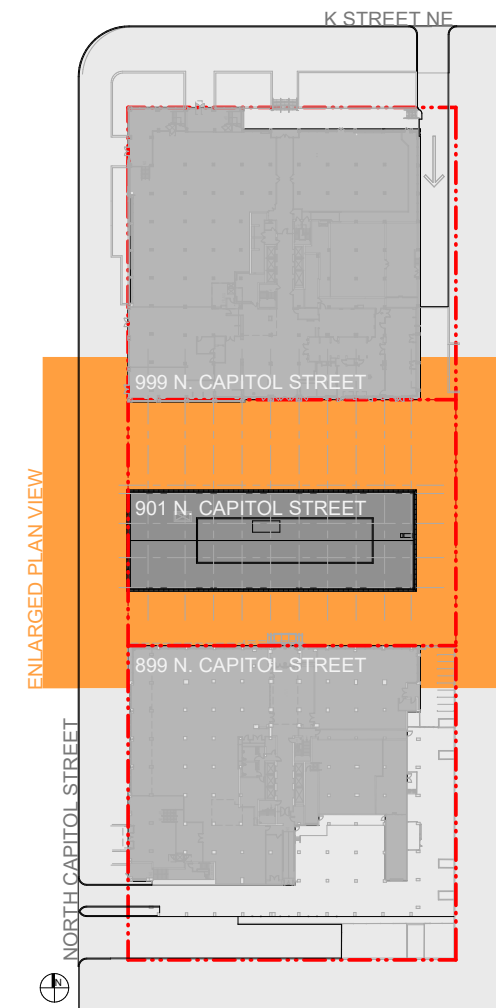 K STREET NE
999 N. CAPITOL STREET
901 N. CAPITOL STREET
ENLARGED PLAN VIEW
899 N. CAPITOL STREET
NORTH CAPITOL STREET
N